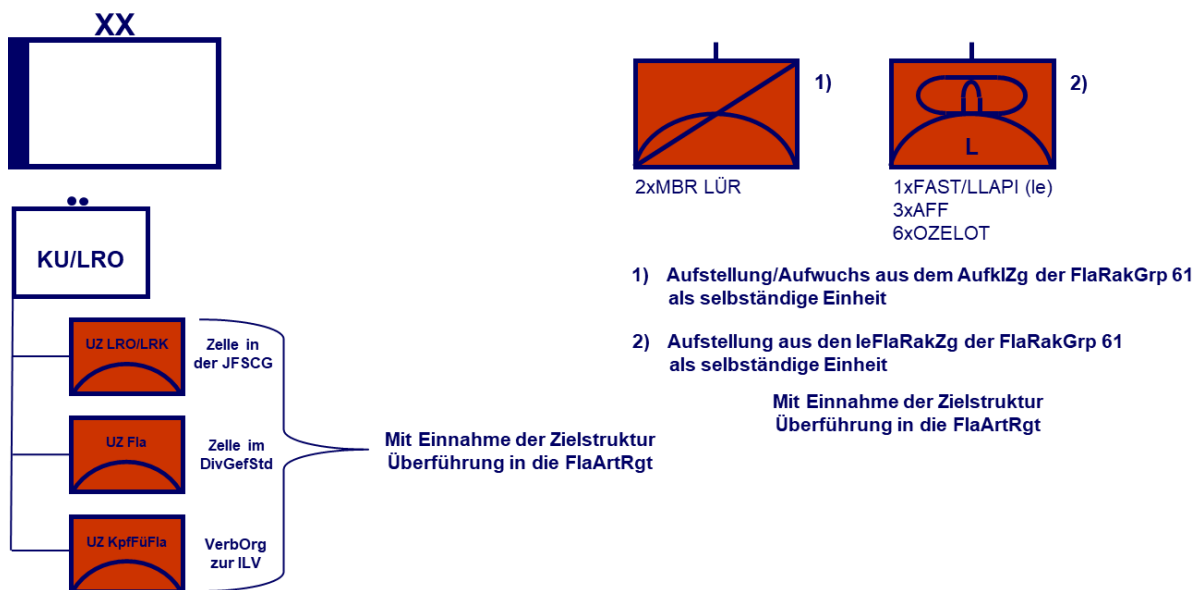 XX
KU/LRO
UZ LRO/LRK
Zelle in
der JFSCG
UZ Fla
Zelle im
DivGefStd
UZ KpfFüFla
VerbOrg
zur ILV
Mit Einnahme der Zielstruktur
Überführung in die FlaArtRgt
1)
2xMBR LÜR
2)
L
1xFAST/LLAPI (le)
3xAFF
6xOZELOT
1) Aufstellung/Aufwuchs aus dem AufklZg der FlaRakGrp 61
als selbständige Einheit
2) Aufstellung aus den leFlaRakZg der FlaRakGrp 61
als selbständige Einheit
Mit Einnahme der Zielstruktur
Überführung in die FlaArtRgt